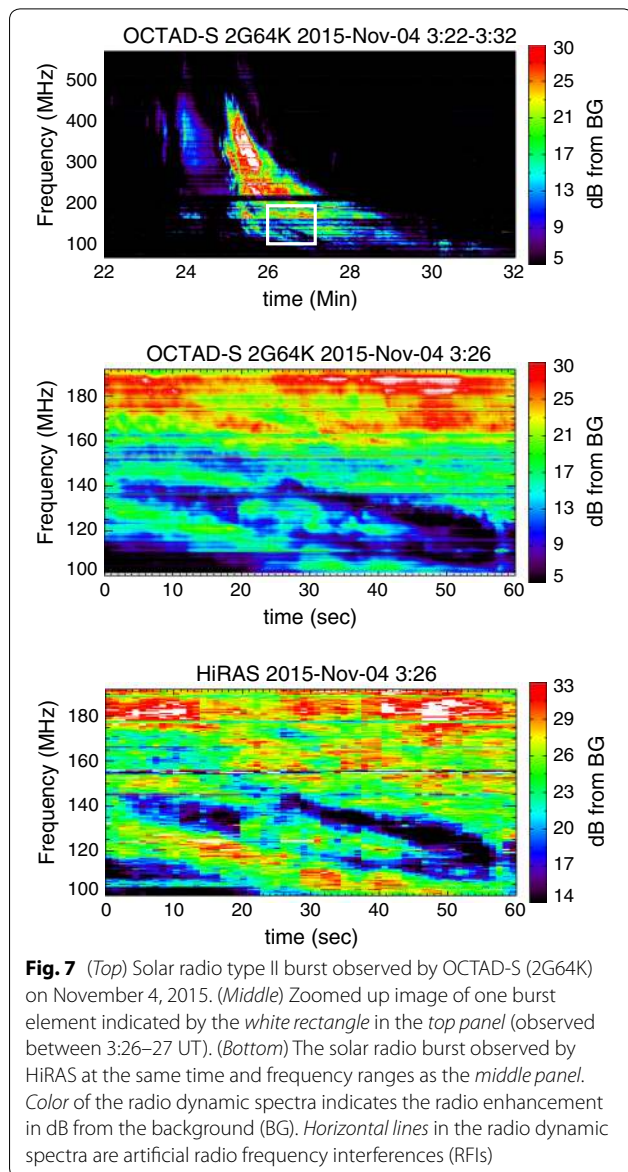 OCTAD-S 2G64K 2015-Nov-04 3:22-3:32
Frequency (MHz)
500
400
300
200
100
22 24 26 28 30 32
time (Min)
30
25
21
17
13
9
5
dB from BG
OCTAD-S 2G64K 2015-Nov-04 3:26
Frequency (MHz)
180
160
140
120
100
0 10 20 30 40 50 60
time (sec)
30
25
21
17
13
9
5
dB from BG
HiRAS 2015-Nov-04 3:26
Frequency (MHz)
180
160
140
120
100
0 10 20 30 40 50 60
time (sec)
33
29
26
23
20
17
14
dB from BG
Fig. 7 (Top) Solar radio type II burst observed by OCTAD-S (2G64K)
on November 4, 2015. (Middle) Zoomed up image of one burst
element indicated by the white rectangle in the top panel (observed
between 3:26–27 UT). (Bottom) The solar radio burst observed by
HiRAS at the same time and frequency ranges as the middle panel.
Color of the radio dynamic spectra indicates the radio enhancement
in dB from the background (BG). Horizontal lines in the radio dynamic
spectra are artificial radio frequency interferences (RFIs)